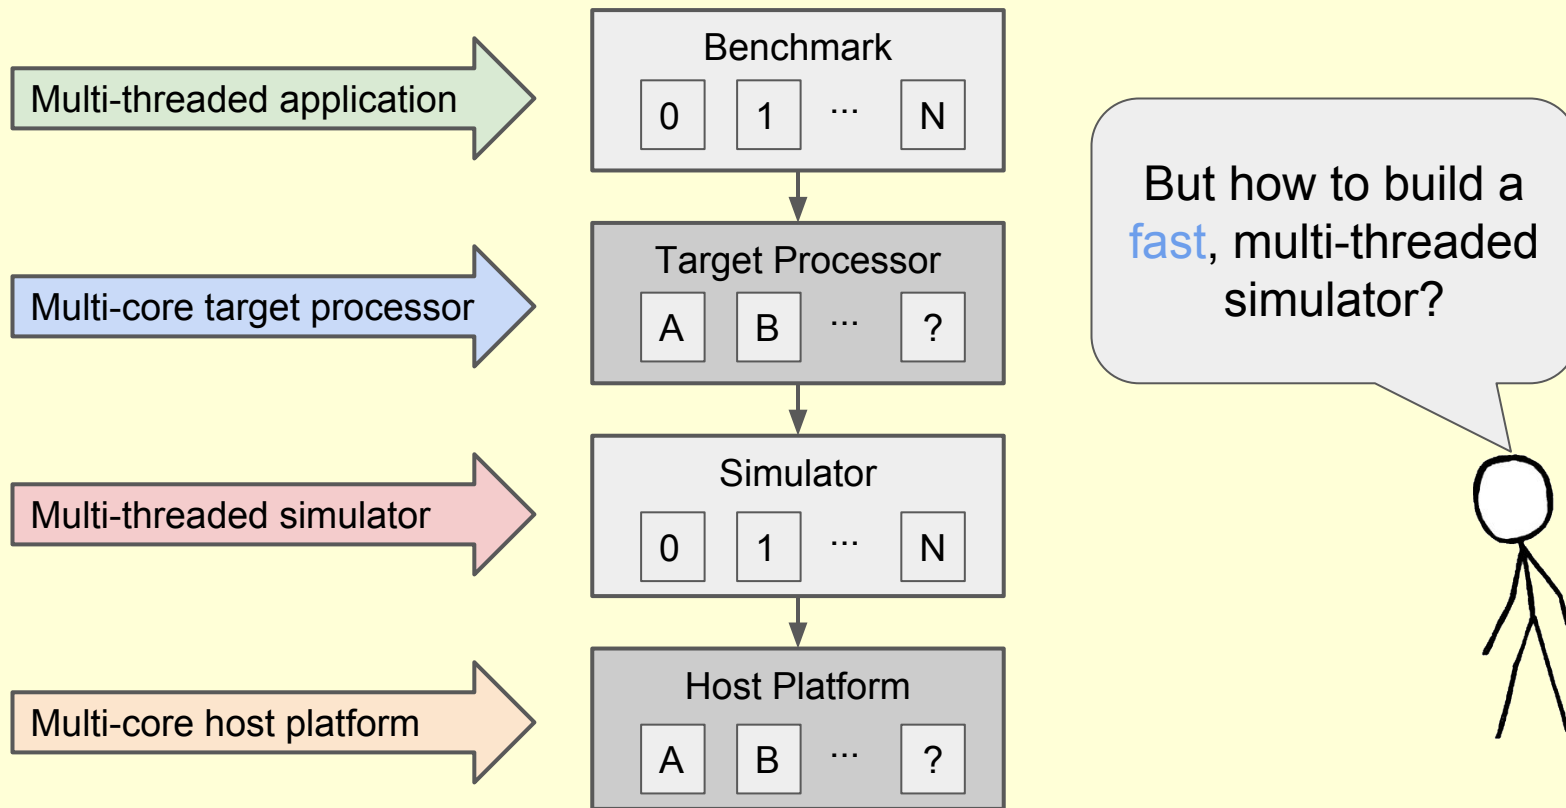 Multi-threaded application
Benchmark
0 1 ... N
Multi-core target processor
Target Processor
A B ... ?
Multi-threaded simulator
Simulator
0 1 ... N
Multi-core host platform
Host Platform
A B ... ?
But how to build a
fast, multi-threaded
simulator?